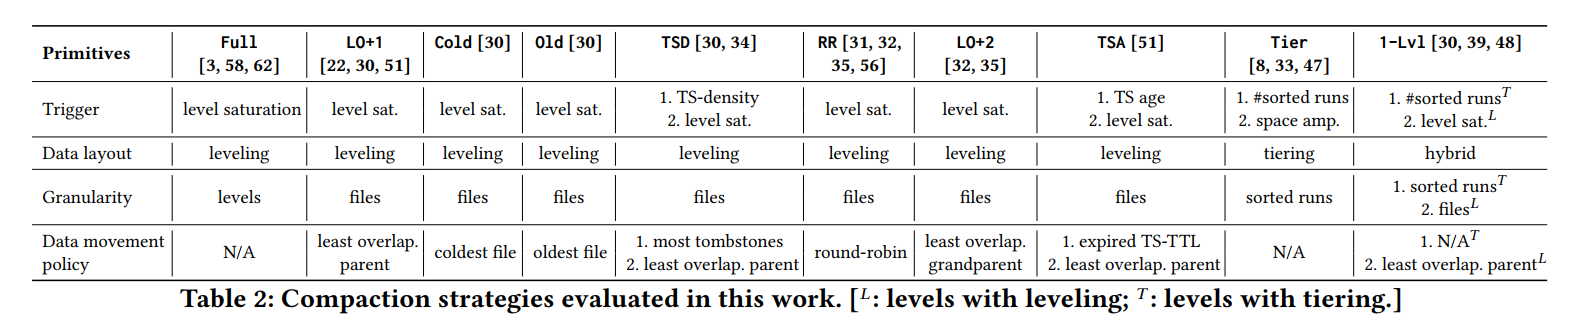 Primitives | Full [3, 58, 62] | LO+1 [22, 30, 51] | Cold [30] | Old [30] | TSD [30, 34] | RR [31, 32, 35, 56] | LO+2 [32, 35] | TSA [51] | Tier [8, 33, 47] | 1-Lvl [30, 39, 48]
Trigger | level saturation | level sat. | level sat. | level sat. | 1. TS-density 2. level sat. | level sat. | level sat. | 1. TS age 2. level sat. | 1. #sorted runs 2. space amp. | 1. #sorted runs^T 2. level sat.^L
Data layout | leveling | leveling | leveling | leveling | leveling | leveling | leveling | leveling | tiering | hybrid
Granularity | levels | files | files | files | files | files | files | files | sorted runs | 1. sorted runs^T 2. files^L
Data movement policy | N/A | least overlap. parent | coldest file | oldest file | 1. most tombstones 2. least overlap. parent | round-robin | least overlap. grandparent | 1. expired TS-TTL 2. least overlap. parent | N/A | 1. N/A^T 2. least overlap. parent^L
Table 2: Compaction strategies evaluated in this work. [^L: levels with leveling; ^T: levels with tiering.]